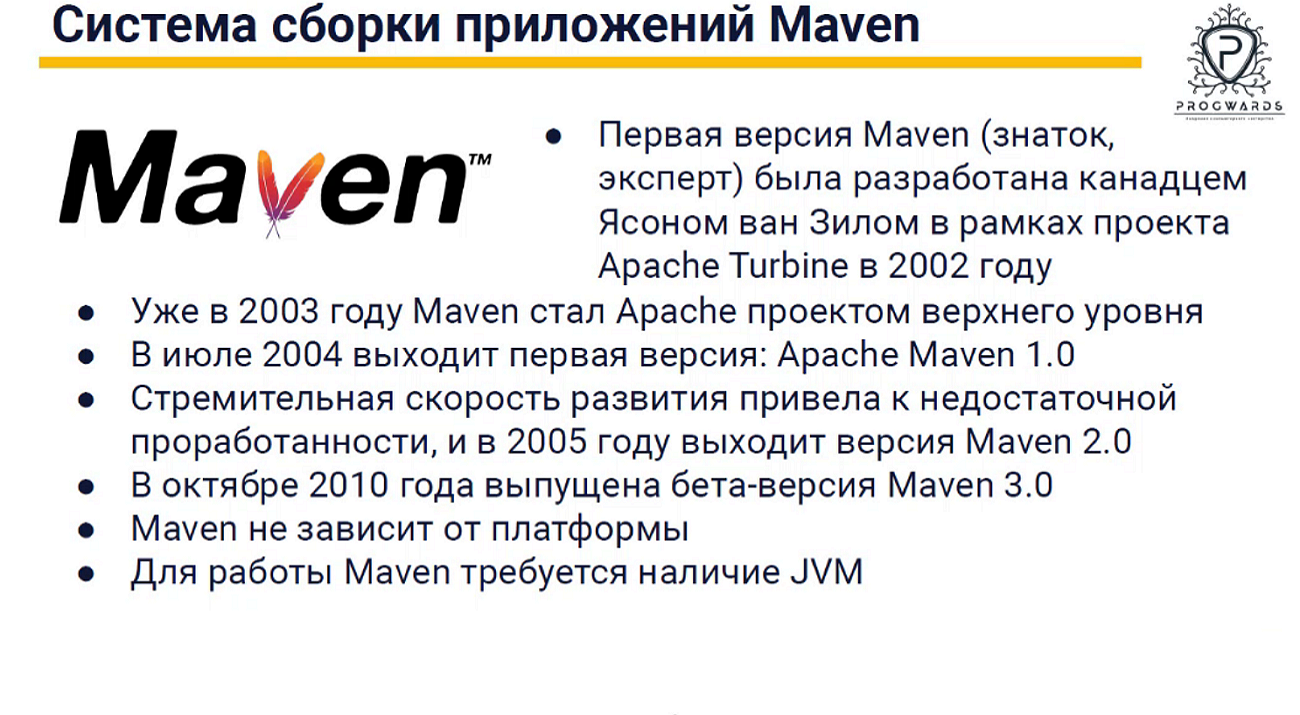 Система сборки приложений Maven
PROGWARDS
Maven™
● Первая версия Maven (знаток,
эксперт) была разработана канадцем
Ясоном ван Зилом в рамках проекта
Apache Turbine в 2002 году
● Уже в 2003 году Maven стал Apache проектом верхнего уровня
● В июле 2004 выходит первая версия: Apache Maven 1.0
● Стремительная скорость развития привела к недостаточной
проработанности, и в 2005 году выходит версия Maven 2.0
● В октябре 2010 года выпущена бета-версия Maven 3.0
● Maven не зависит от платформы
● Для работы Maven требуется наличие JVM